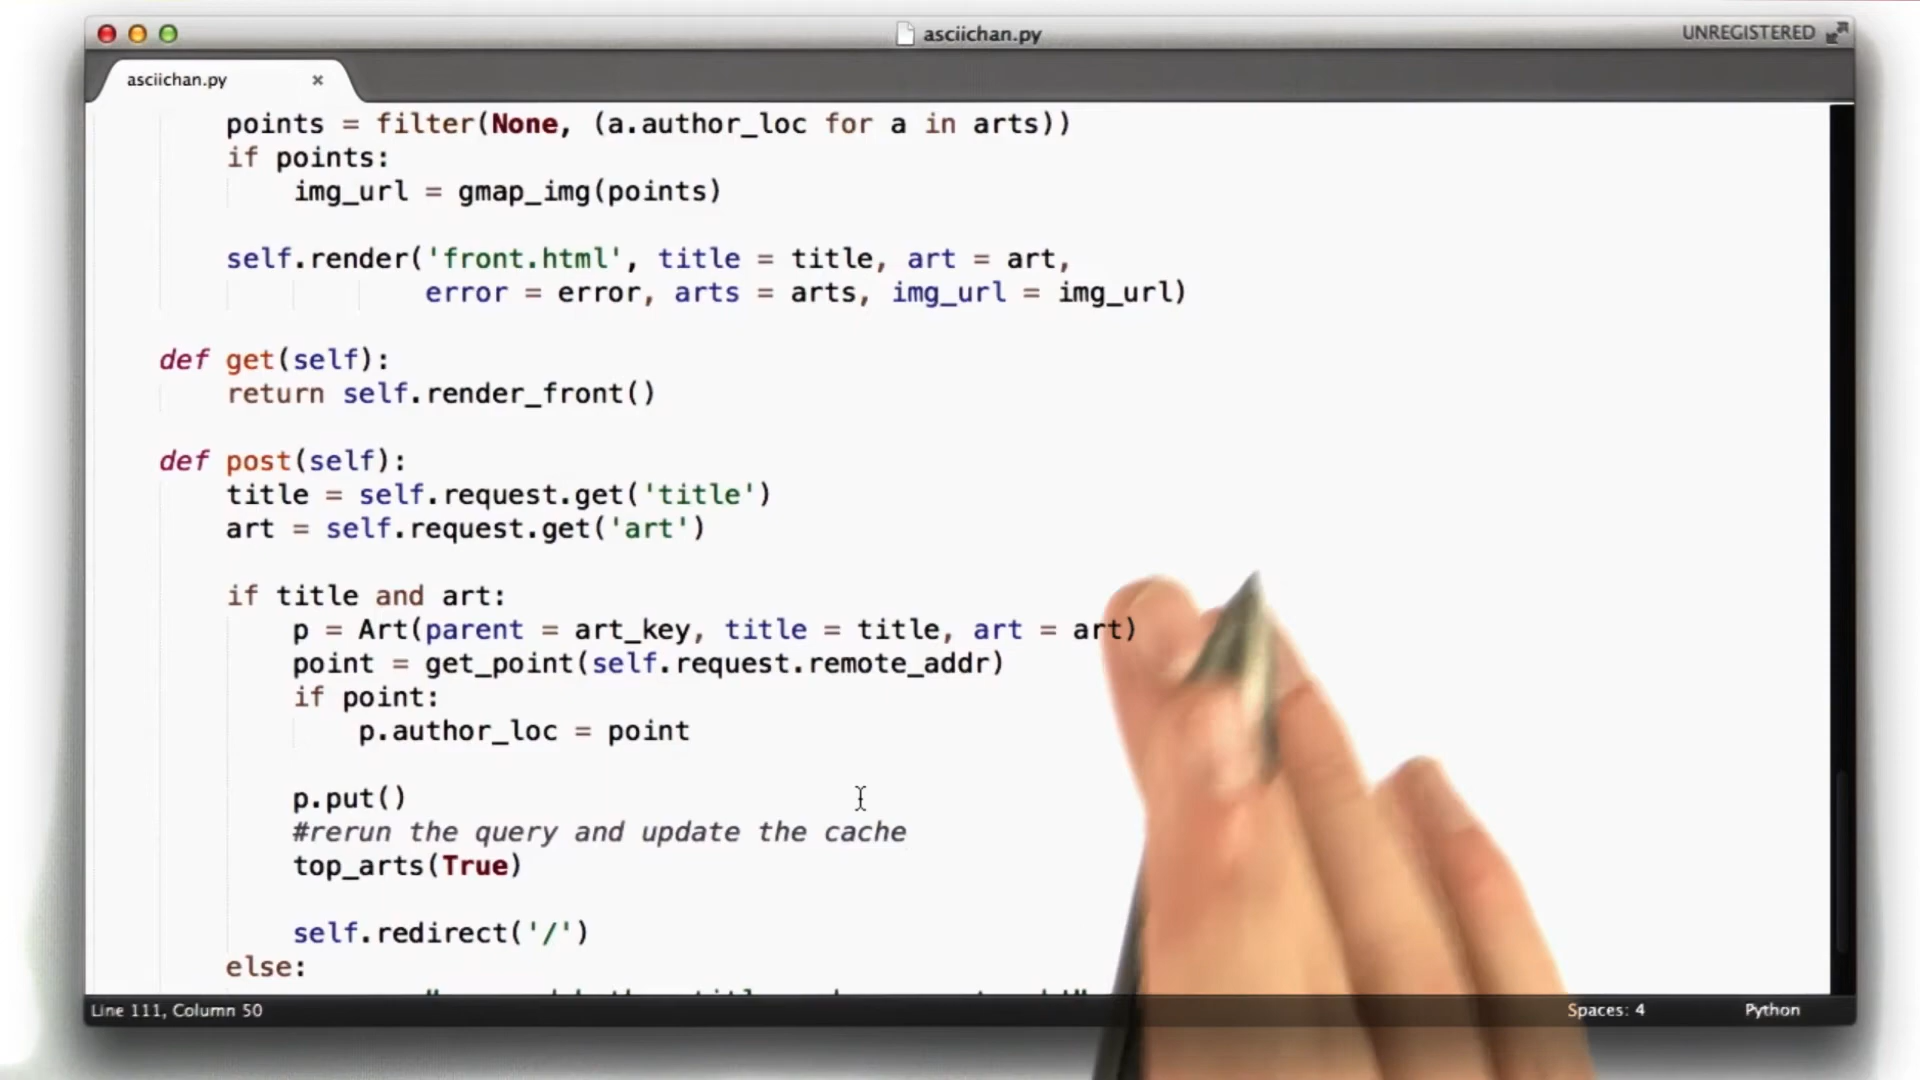 asciichan.py
UNREGISTERED
asciichan.py ×
points = filter(None, (a.author_loc for a in arts))
if points:
img_url = gmap_img(points)
self.render('front.html', title = title, art = art,
error = error, arts = arts, img_url = img_url)
def get(self):
return self.render_front()
def post(self):
title = self.request.get('title')
art = self.request.get('art')
if title and art:
p = Art(parent = art_key, title = title, art = art)
point = get_point(self.request.remote_addr)
if point:
p.author_loc = point
p.put()
#rerun the query and update the cache
top_arts(True)
self.redirect('/')
else:
Line 111, Column 50
Spaces: 4
Python